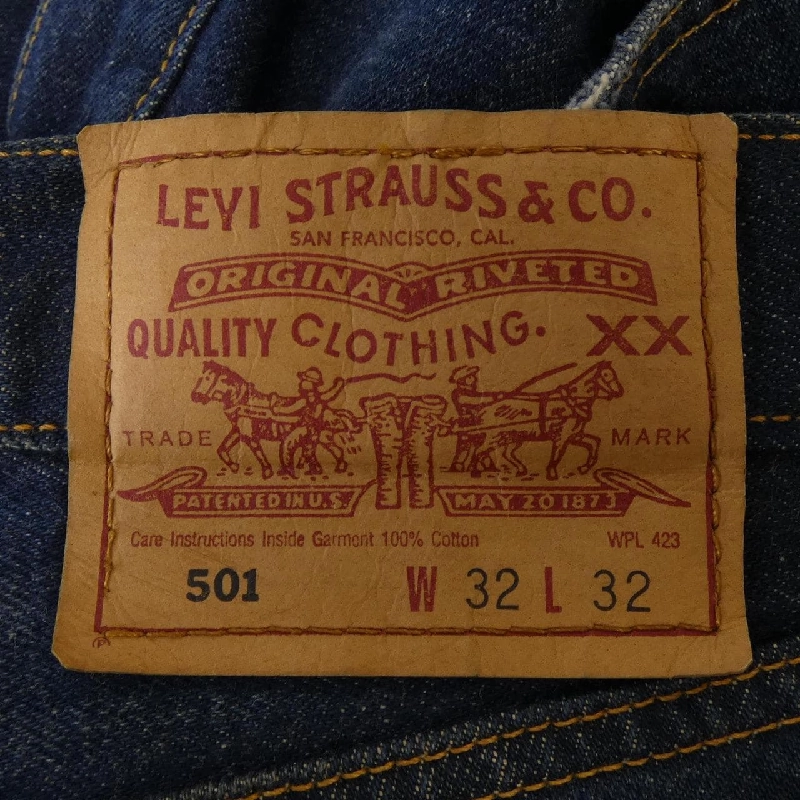 LEVI STRAUSS & CO.
SAN FRANCISCO, CAL.
ORIGINAL RIVETED
QUALITY CLOTHING. XX
TRADE MARK
PATENTED IN U.S. MAY 20 1873
Care Instructions Inside Garment 100% Cotton WPL 423
501 W 32 L 32
®